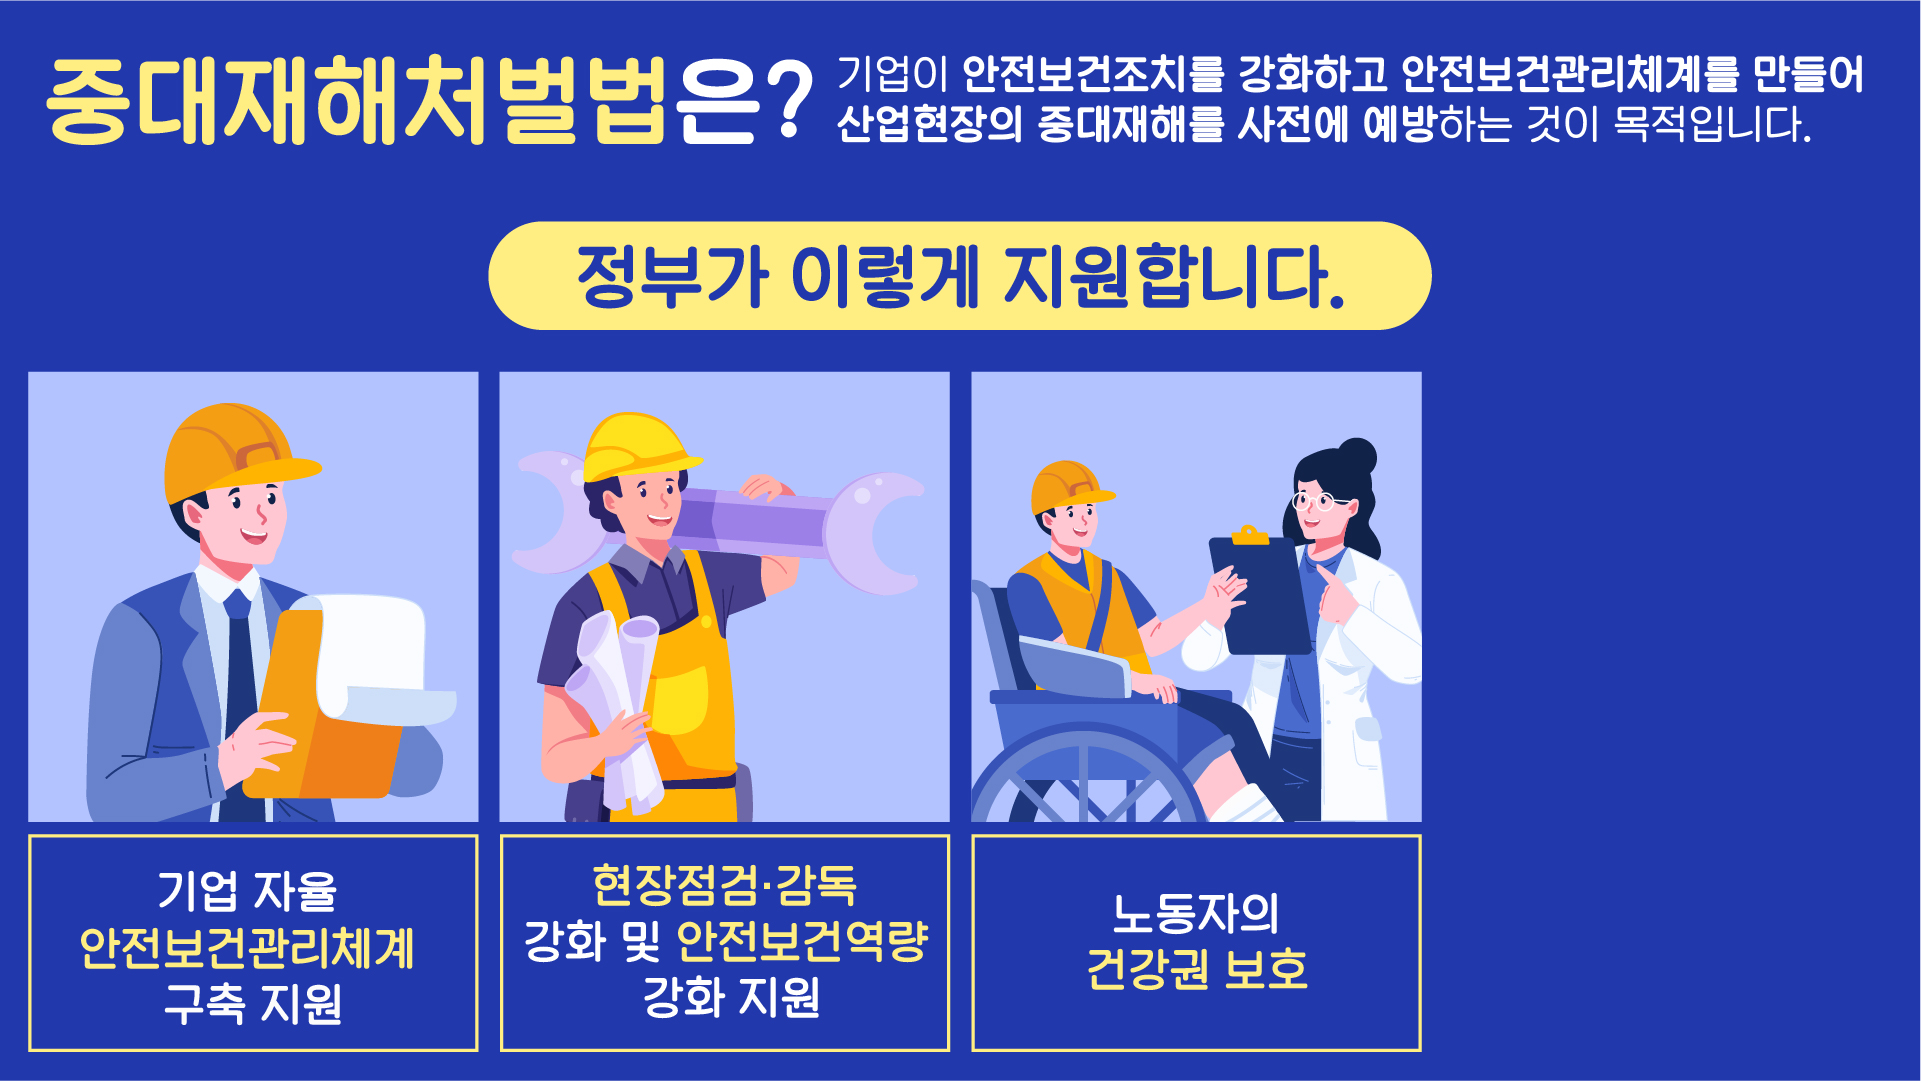 중대재해처벌법은?
기업이 안전보건조치를 강화하고 안전보건관리체계를 만들어
산업현장의 중대재해를 사전에 예방하는 것이 목적입니다.
정부가 이렇게 지원합니다.
기업 자율
안전보건관리체계
구축 지원
현장점검·감독
강화 및 안전보건역량
강화 지원
노동자의
건강권 보호